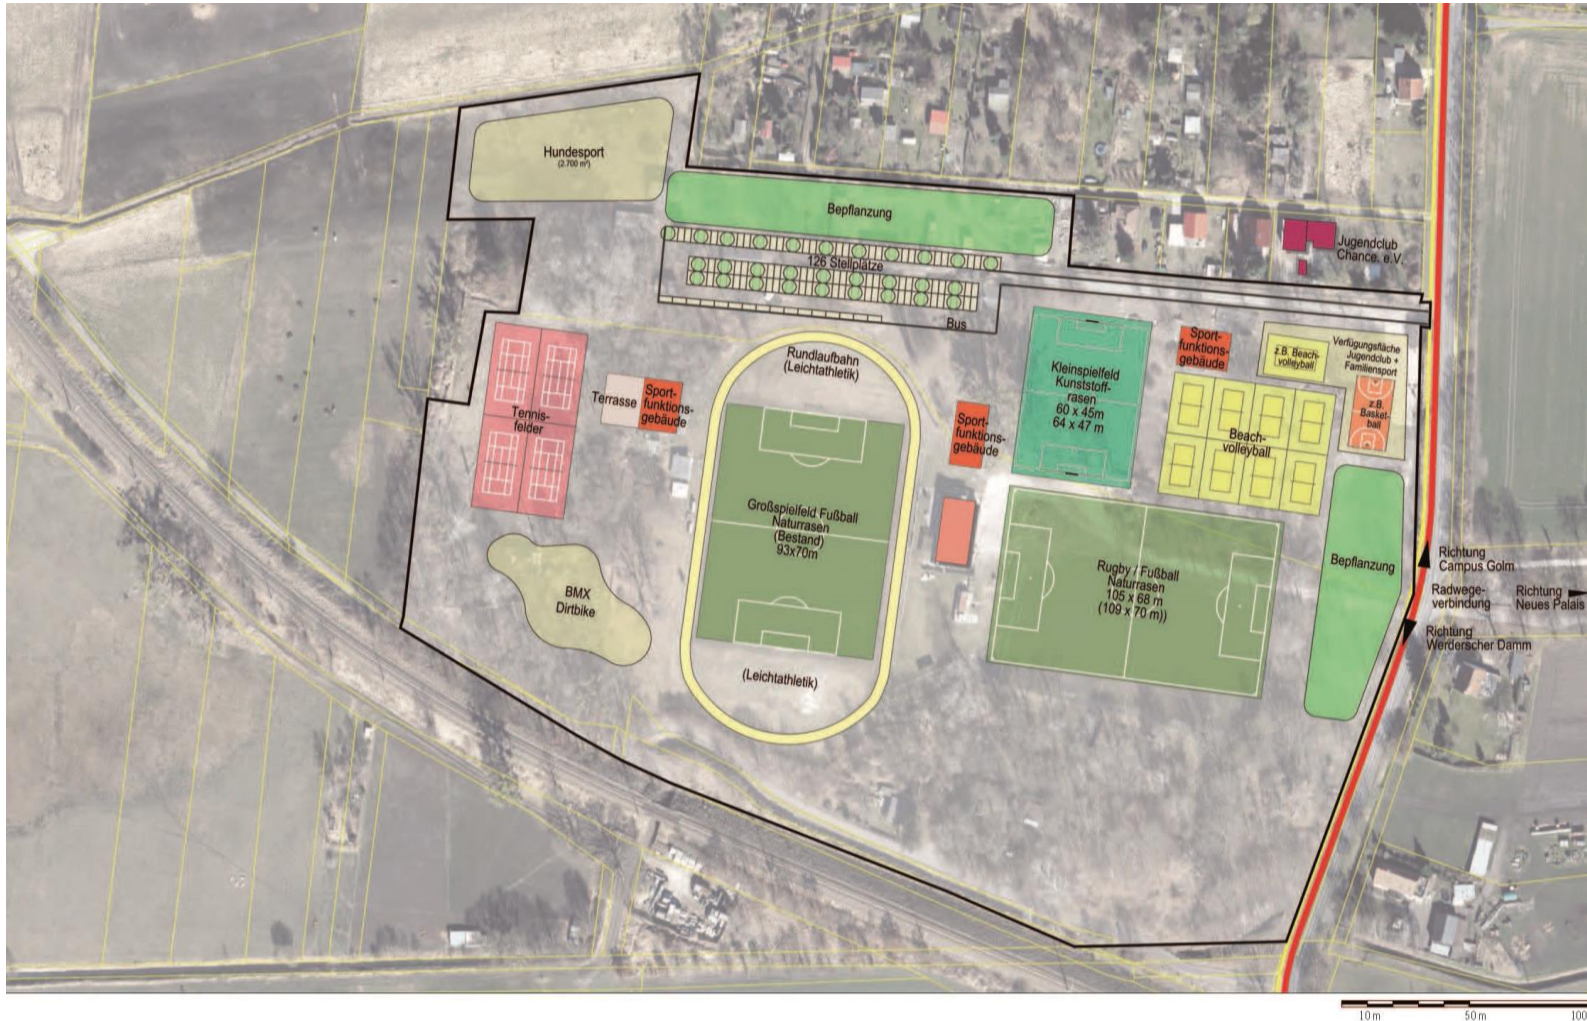 Hundesport
(2.700 m²)
Bepflanzung
126 Stellplätze
Bus
Jugendclub
Chance. e.V.
Rundlaufbahn
(Leichtathletik)
Kleinspielfeld
Kunststoff-
rasen
60 x 45m
64 x 47 m
Sport-
funktions-
gebäude
z.B. Beach-
volleyball
Verfügungsfläche
Jugendclub +
Familiensport
z.B.
Basket-
ball
Tennis-
felder
Terrasse
Sport-
funktions-
gebäude
Sport-
funktions-
gebäude
Beach-
volleyball
Großspielfeld Fußball
Naturrasen
(Bestand)
93x70m
Rugby / Fußball
Naturrasen
105 x 68 m
(109 x 70 m))
Bepflanzung
BMX
Dirtbike
(Leichtathletik)
Richtung
Campus Golm
Radwege-
verbindung
Richtung
Neues Palais
Richtung
Werderscher Damm
10 m 50 m 100